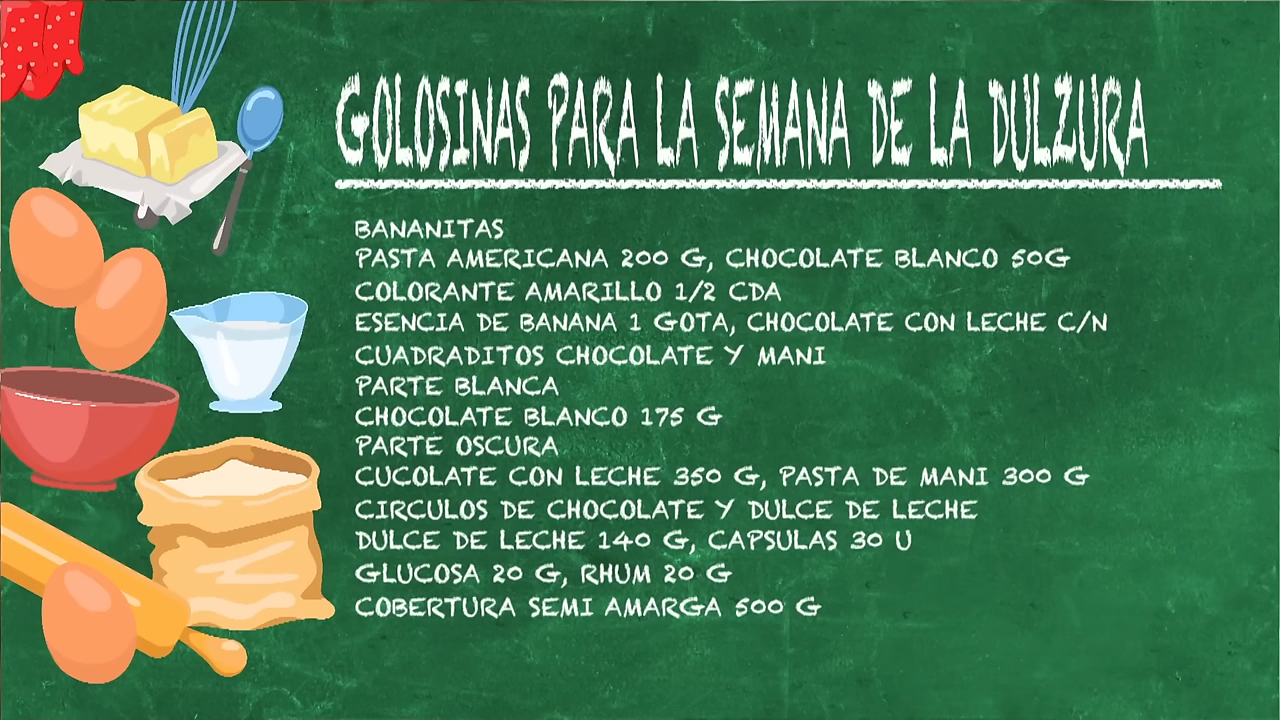 GOLOSINAS PARA LA SEMANA DE LA DULZURA
BANANITAS
PASTA AMERICANA 200 G, CHOCOLATE BLANCO 50G
COLORANTE AMARILLO 1/2 CDA
ESENCIA DE BANANA 1 GOTA, CHOCOLATE CON LECHE C/N
CUADRADITOS CHOCOLATE Y MANI
PARTE BLANCA
CHOCOLATE BLANCO 175 G
PARTE OSCURA
CUCOLATE CON LECHE 350 G, PASTA DE MANI 300 G
CIRCULOS DE CHOCOLATE Y DULCE DE LECHE
DULCE DE LECHE 140 G, CAPSULAS 30 U
GLUCOSA 20 G, RHUM 20 G
COBERTURA SEMI AMARGA 500 G